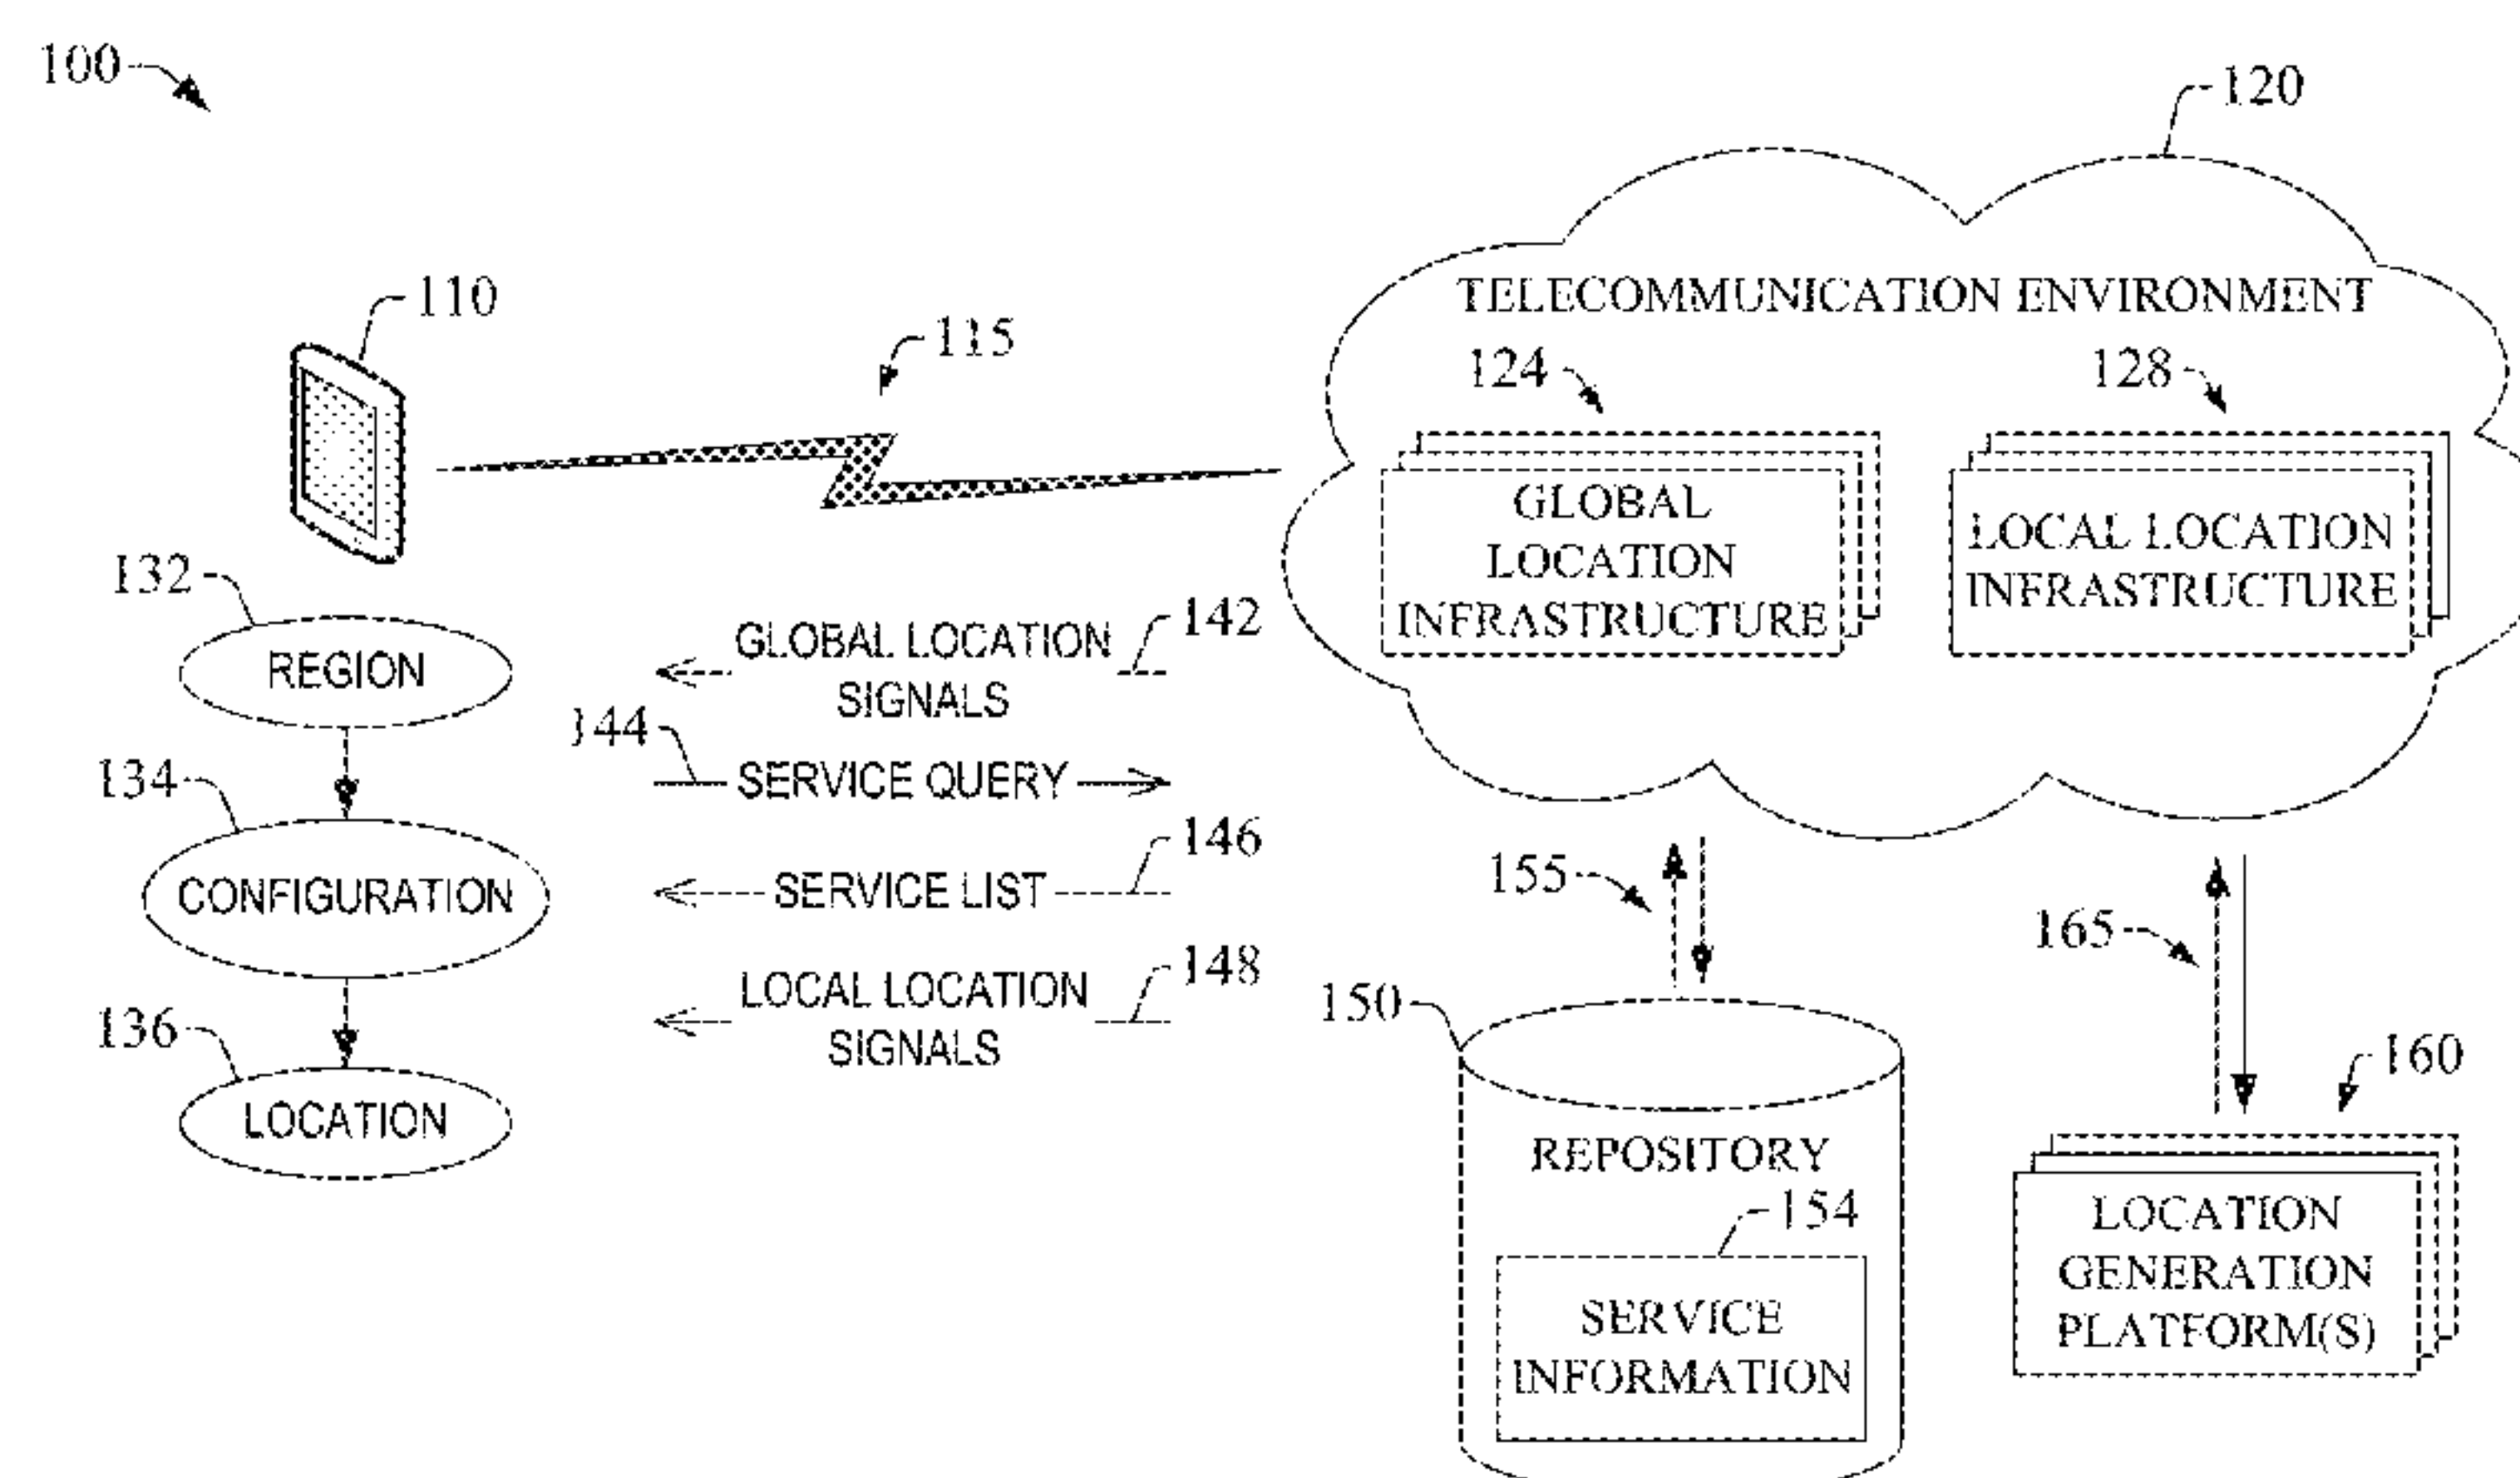 100
120
110
TELECOMMUNICATION ENVIRONMENT
115
124
128
GLOBAL
LOCATION
INFRASTRUCTURE
LOCAL LOCATION
INFRASTRUCTURE
132
REGION
GLOBAL LOCATION
SIGNALS
142
144
SERVICE QUERY
134
CONFIGURATION
146
SERVICE LIST
148
LOCAL LOCATION
SIGNALS
136
LOCATION
155
165
150
160
REPOSITORY
154
SERVICE
INFORMATION
LOCATION
GENERATION
PLATFORM(S)